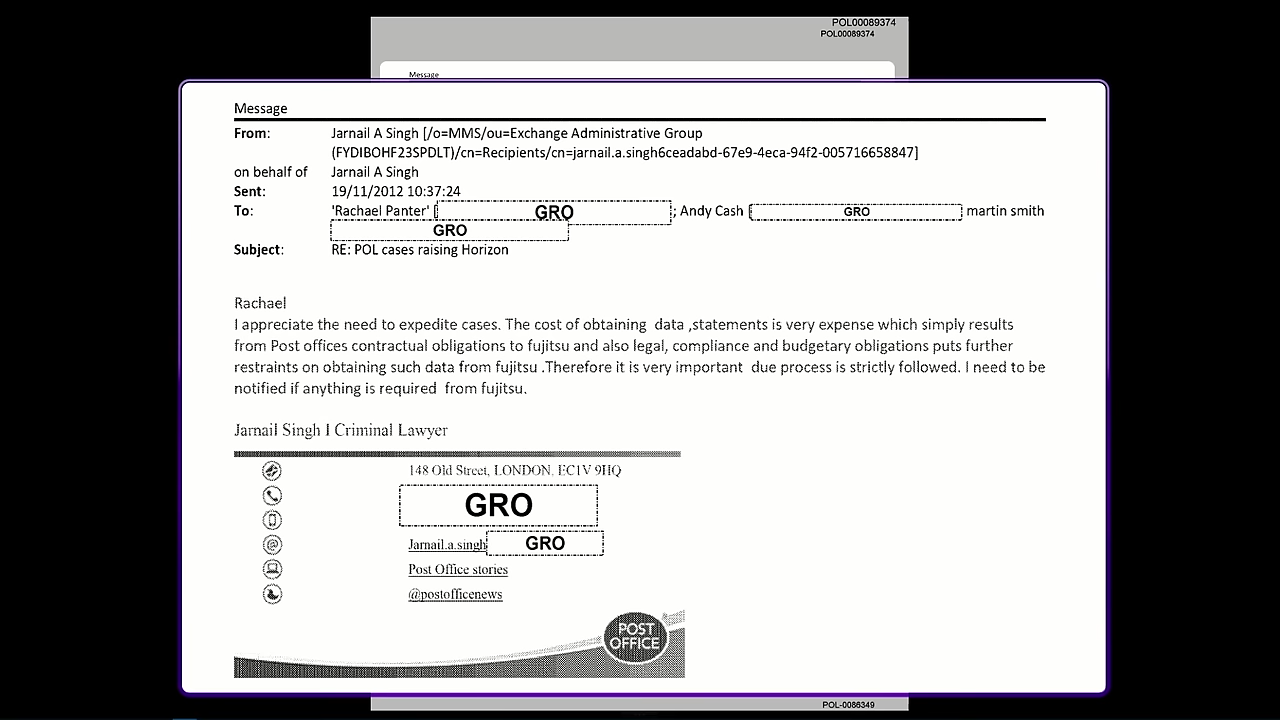 POL00089374
POL00089374
Message
Message
From: Jarnail A Singh [/o=MMS/ou=Exchange Administrative Group
(FYDIBOHF23SPDLT)/cn=Recipients/cn=jarnail.a.singh6ceadabd-67e9-4eca-94f2-005716658847]
on behalf of Jarnail A Singh
Sent: 19/11/2012 10:37:24
To: 'Rachael Panter' [ GRO ; Andy Cash GRO martin smith
GRO
Subject: RE: POL cases raising Horizon
Rachael
I appreciate the need to expedite cases. The cost of obtaining data ,statements is very expense which simply results
from Post offices contractual obligations to fujitsu and also legal, compliance and budgetary obligations puts further
restraints on obtaining such data from fujitsu .Therefore it is very important due process is strictly followed. I need to be
notified if anything is required from fujitsu.
Jarnail Singh I Criminal Lawyer
148 Old Street, LONDON, EC1V 9HQ
GRO
Jarnail.a.singh GRO
Post Office stories
@postofficenews
POST
OFFICE
POL-0086349